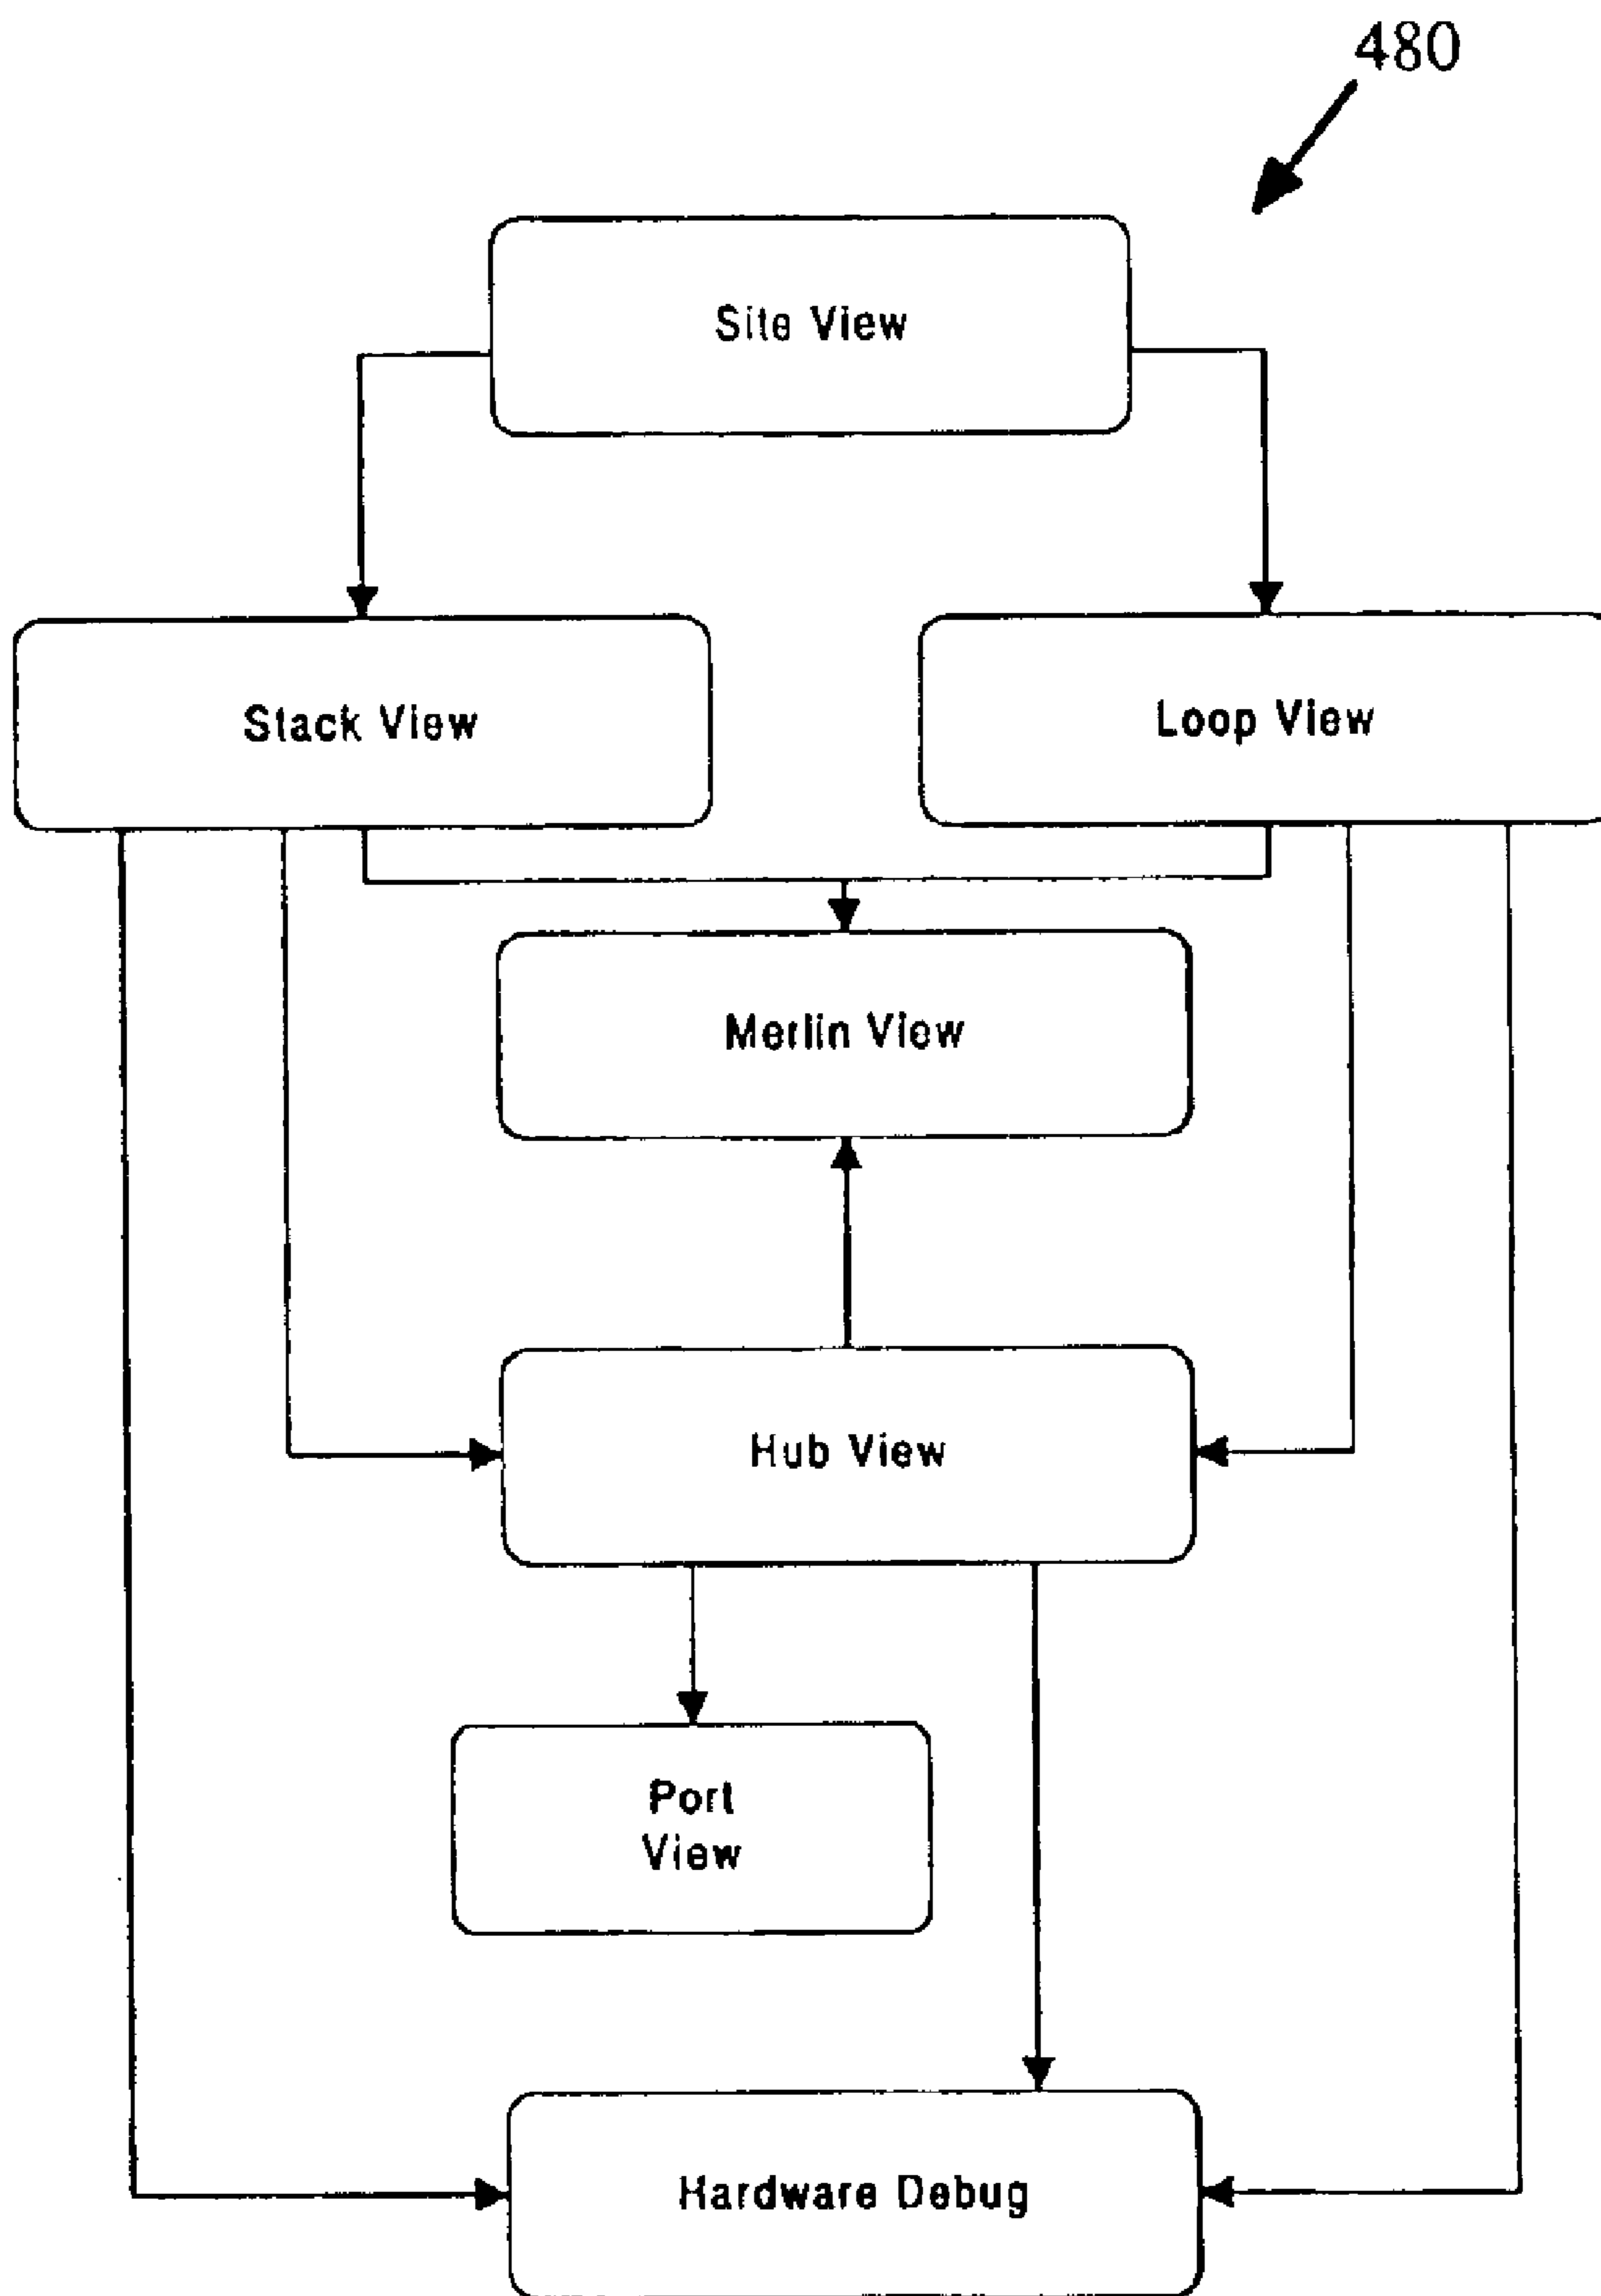 480
Site View
Stack View
Loop View
Merlin View
Hub View
Port
View
Hardware Debug